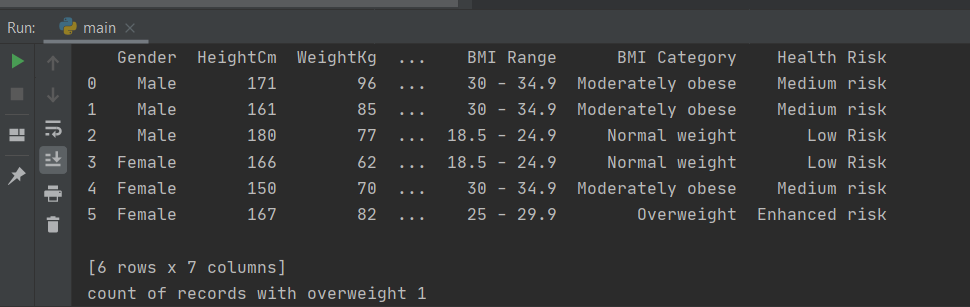 Run: main
Gender HeightCm WeightKg ... BMI Range BMI Category Health Risk
0 Male 171 96 ... 30 - 34.9 Moderately obese Medium risk
1 Male 161 85 ... 30 - 34.9 Moderately obese Medium risk
2 Male 180 77 ... 18.5 - 24.9 Normal weight Low Risk
3 Female 166 62 ... 18.5 - 24.9 Normal weight Low Risk
4 Female 150 70 ... 30 - 34.9 Moderately obese Medium risk
5 Female 167 82 ... 25 - 29.9 Overweight Enhanced risk
[6 rows x 7 columns]
count of records with overweight 1